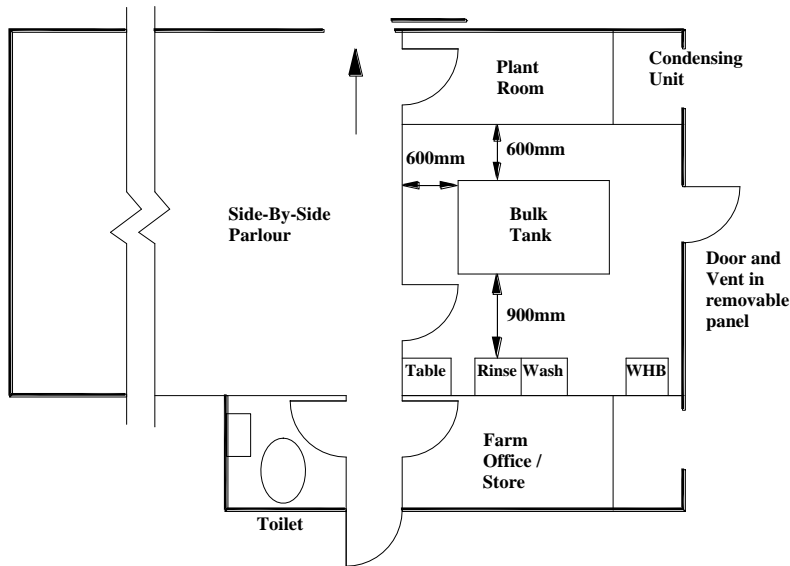 Plant
Room
Condensing
Unit
600mm
600mm
Side-By-Side
Parlour
Bulk
Tank
Door and
Vent in
removable
panel
900mm
Table
Rinse
Wash
WHB
Farm
Office /
Store
Toilet